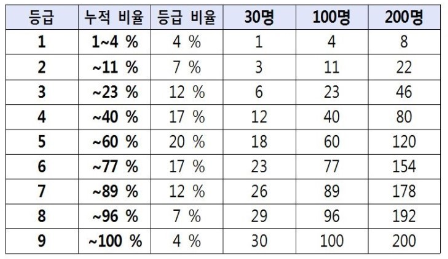 등급 누적 비율 등급 비율 30명 100명 200명
1 1~4 % 4 % 1 4 8
2 ~11 % 7 % 3 11 22
3 ~23 % 12 % 6 23 46
4 ~40 % 17 % 12 40 80
5 ~60 % 20 % 18 60 120
6 ~77 % 17 % 23 77 154
7 ~89 % 12 % 26 89 178
8 ~96 % 7 % 29 96 192
9 ~100 % 4 % 30 100 200